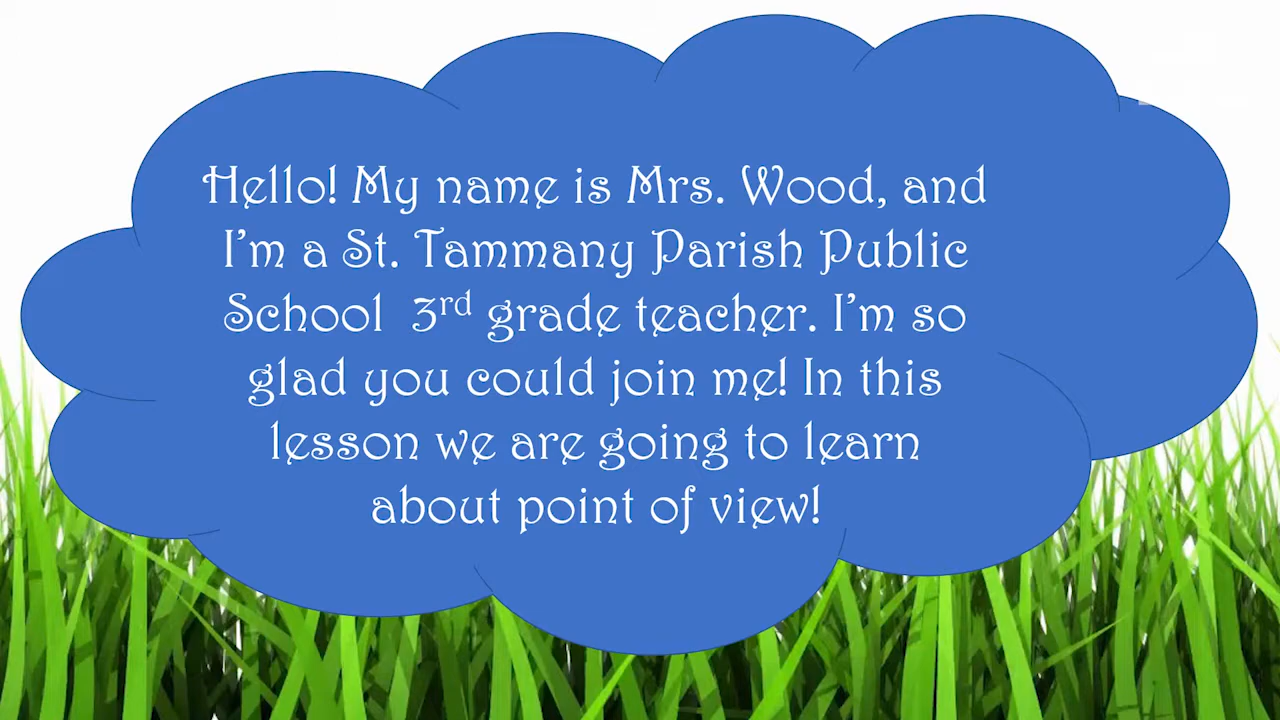 Hello! My name is Mrs. Wood, and
I'm a St. Tammany Parish Public
School 3rd grade teacher. I'm so
glad you could join me! In this
lesson we are going to learn
about point of view!